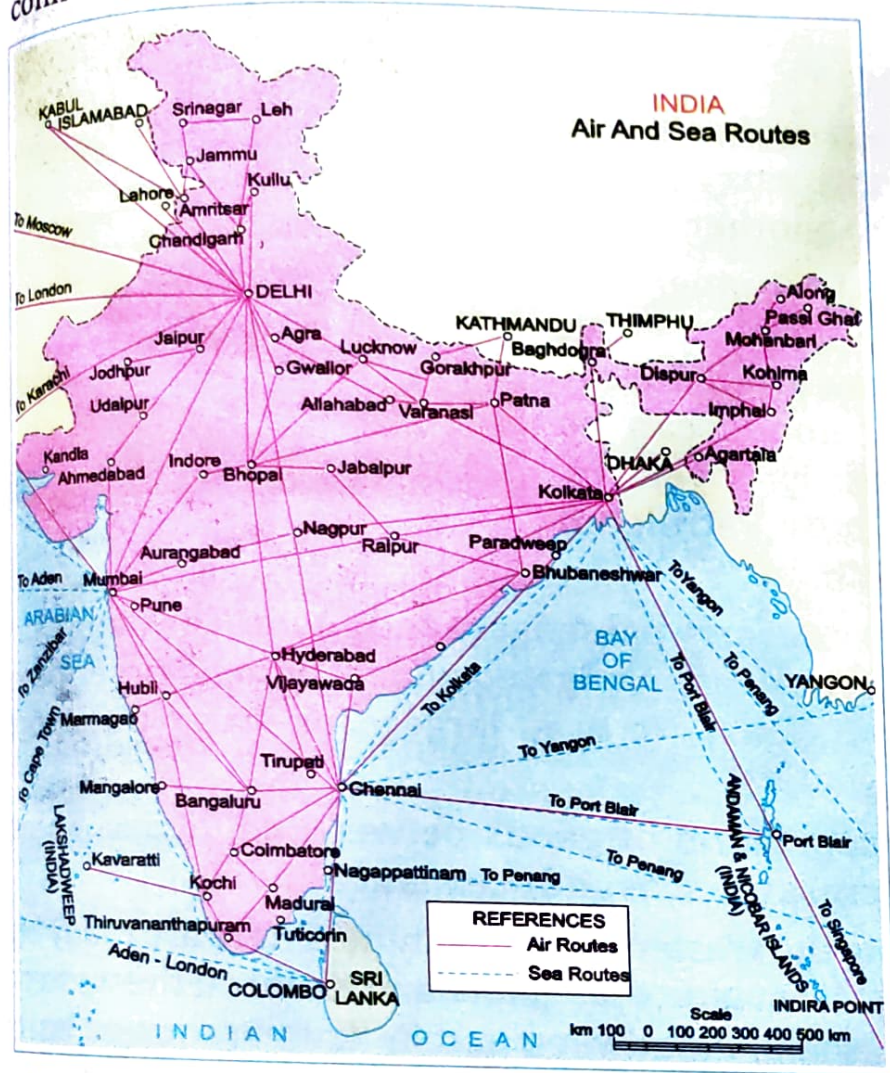 INDIA
Air And Sea Routes
KABUL
ISLAMABAD
Srinagar
Leh
Jammu
Kullu
Lahore
Amritsar
Chandigarh
To Moscow
To London
DELHI
To Karachi
Jaipur
Jodhpur
Udaipur
Agra
Gwalior
Lucknow
KATHMANDU
Gorakhpur
THIMPHU
Baghdogra
Along
Passi Ghat
Mohanbari
Dispur
Kohima
Imphal
Allahabad
Varanasi
Patna
Kandla
Ahmedabad
Indore
Bhopal
Jabalpur
DHAKA
Agartala
Kolkata
Nagpur
Raipur
Paradweep
Aurangabad
Bhubaneshwar
To Aden
Mumbai
Pune
ARABIAN
SEA
To Zanzibar
To Cape Town
Hyderabad
Vijayawada
Hubli
Marmagao
BAY
OF
BENGAL
To Kolkata
To Yangon
To Penang
To Port Blair
YANGON
To Yangon
Tirupati
Chennai
Mangalore
Bangaluru
To Port Blair
Port Blair
ANDAMAN & NICOBAR ISLANDS
(INDIA)
LAKSHADWEEP
(INDIA)
Kavaratti
Coimbatore
Kochi
Nagappattinam
To Penang
To Penang
Madurai
Thiruvananthapuram
Tuticorin
Aden - London
COLOMBO
SRI
LANKA
To Singapore
INDIRA POINT
REFERENCES
Air Routes
Sea Routes
Scale
km 100 0 100 200 300 400 500 km
INDIAN OCEAN